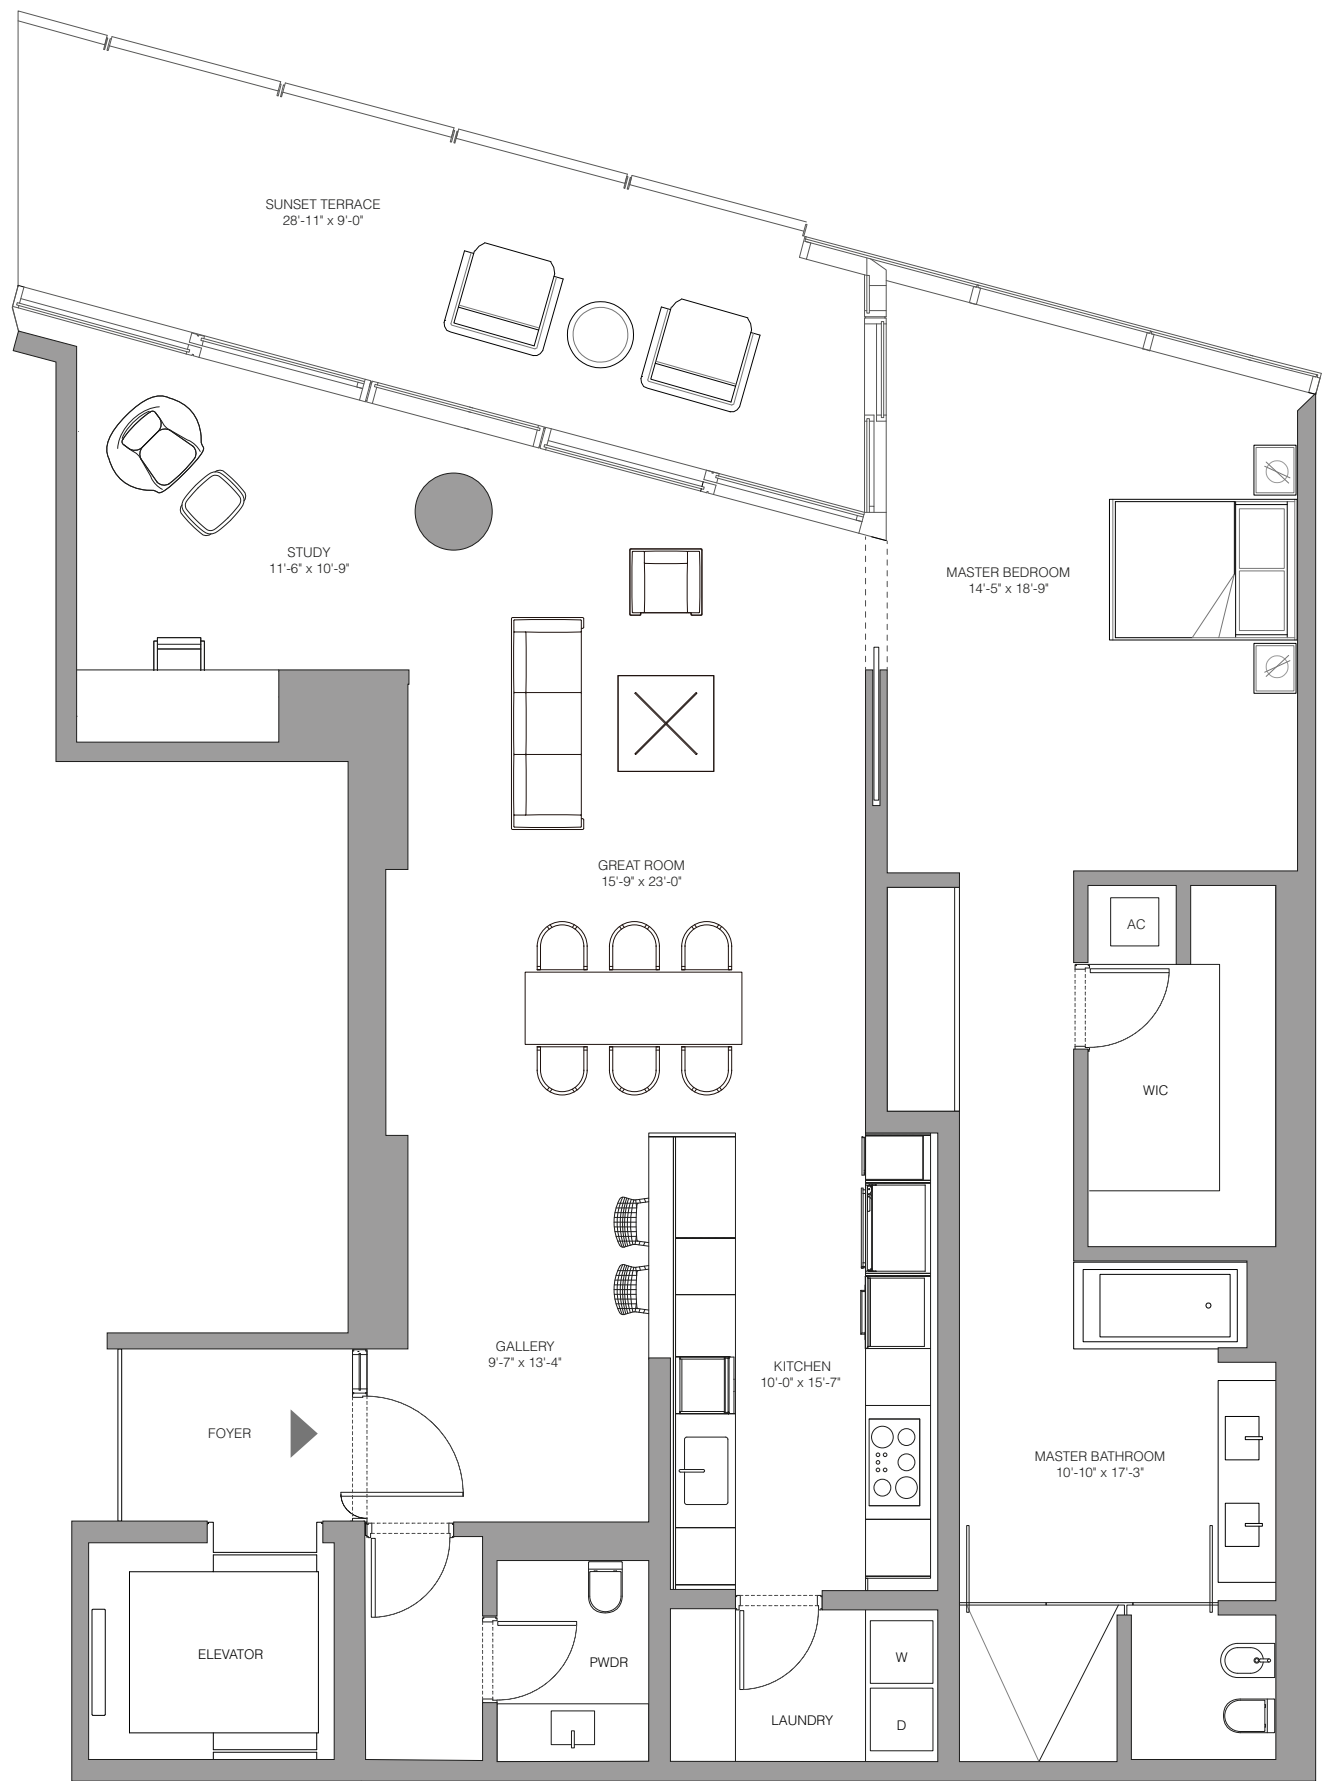 SUNSET TERRACE
28'-11" x 9'-0"
STUDY
11'-6" x 10'-9"
MASTER BEDROOM
14'-5" x 18'-9"
GREAT ROOM
15'-9" x 23'-0"
AC
WIC
GALLERY
9'-7" x 13'-4"
KITCHEN
10'-0" x 15'-7"
FOYER
MASTER BATHROOM
10'-10" x 17'-3"
ELEVATOR
PWDR
W
LAUNDRY
D